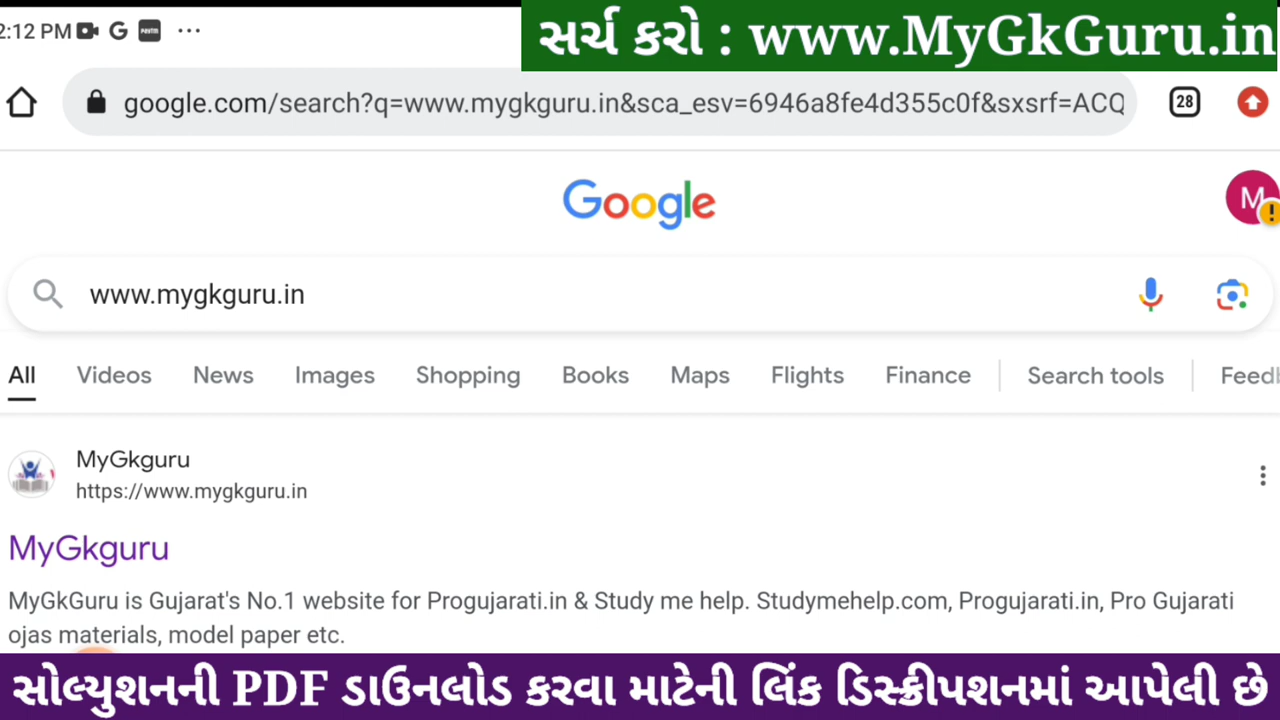 2:12 PM G Paytm ...
સર્ચ કરો : www.MyGkGuru.in
google.com/search?q=www.mygkguru.in&sca_esv=6946a8fe4d355c0f&sxsrf=ACQ
28
Google
M
www.mygkguru.in
All Videos News Images Shopping Books Maps Flights Finance Search tools Feedb
MyGkguru
https://www.mygkguru.in
MyGkguru
MyGkGuru is Gujarat's No.1 website for Progujarati.in & Study me help. Studymehelp.com, Progujarati.in, Pro Gujarati
ojas materials, model paper etc.
સોલ્યુશનની PDF ડાઉનલોડ કરવા માટેની લિંક ડિસ્ક્રીપશનમાં આપેલી છે